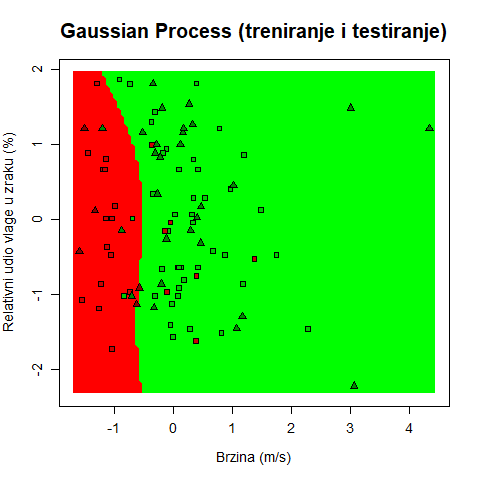 Gaussian Process (treniranje i testiranje)
Relativni udio vlage u zraku (%)
2
1
0
-1
-2
-1 0 1 2 3 4
Brzina (m/s)